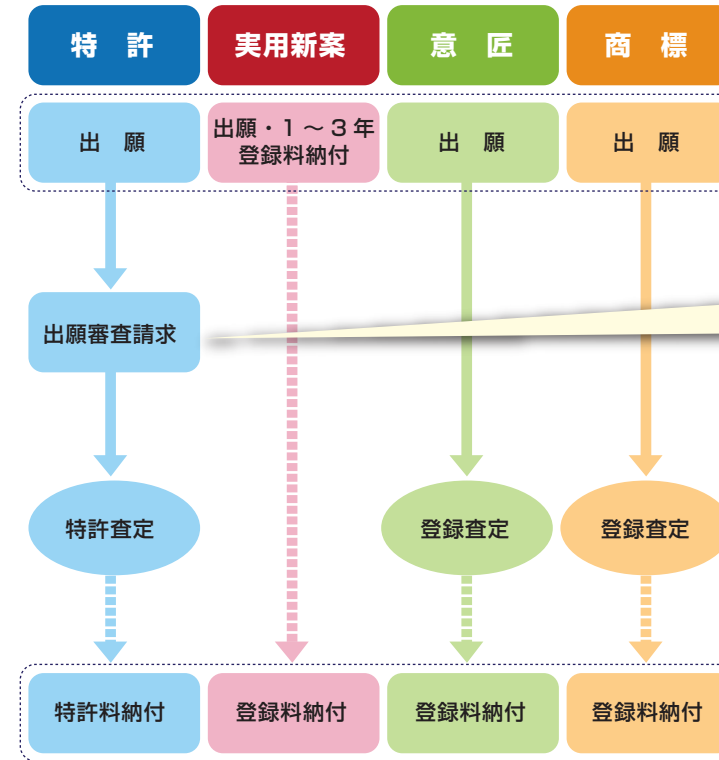 特 許
実用新案
意 匠
商 標
出 願
出願・1～3年
登録料納付
出 願
出 願
出願審査請求
特許査定
登録査定
登録査定
特許料納付
登録料納付
登録料納付
登録料納付